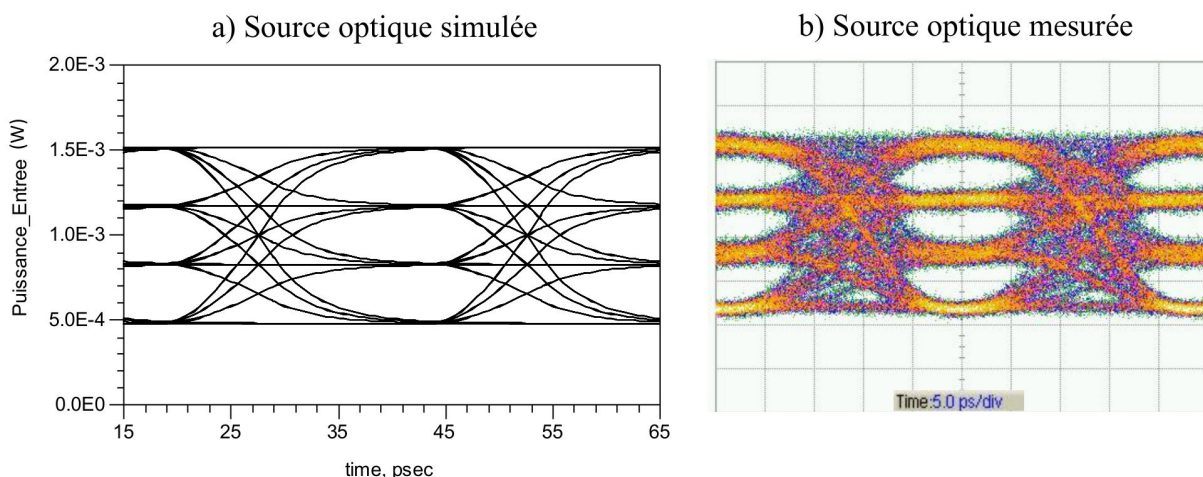 a) Source optique simulée
b) Source optique mesurée
2.0E-3
1.5E-3
1.0E-3
5.0E-4
0.0E0
Puissance_Entree (W)
15
25
35
45
55
65
time, psec
Time:5.0 ps/div